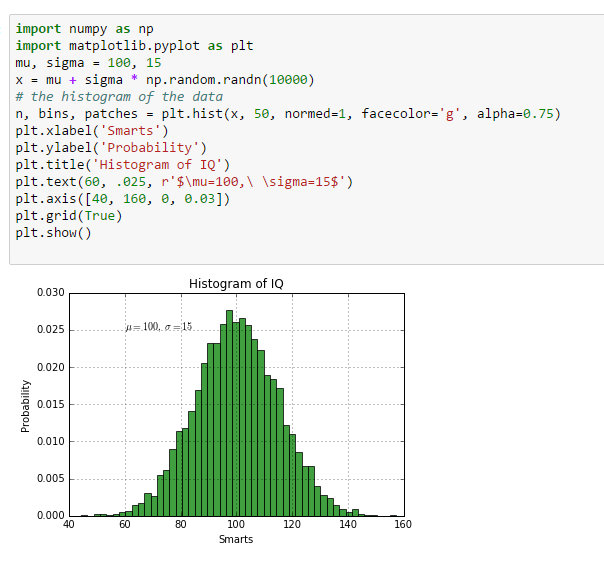 import numpy as np
import matplotlib.pyplot as plt
mu, sigma = 100, 15
x = mu + sigma * np.random.randn(10000)
# the histogram of the data
n, bins, patches = plt.hist(x, 50, normed=1, facecolor='g', alpha=0.75)
plt.xlabel('Smarts')
plt.ylabel('Probability')
plt.title('Histogram of IQ')
plt.text(60, .025, r'$\mu=100,\ \sigma=15$')
plt.axis([40, 160, 0, 0.03])
plt.grid(True)
plt.show()
Histogram of IQ
0.030
0.025
0.020
0.015
0.010
0.005
0.000
Probability
μ = 100, σ = 15
40 60 80 100 120 140 160
Smarts